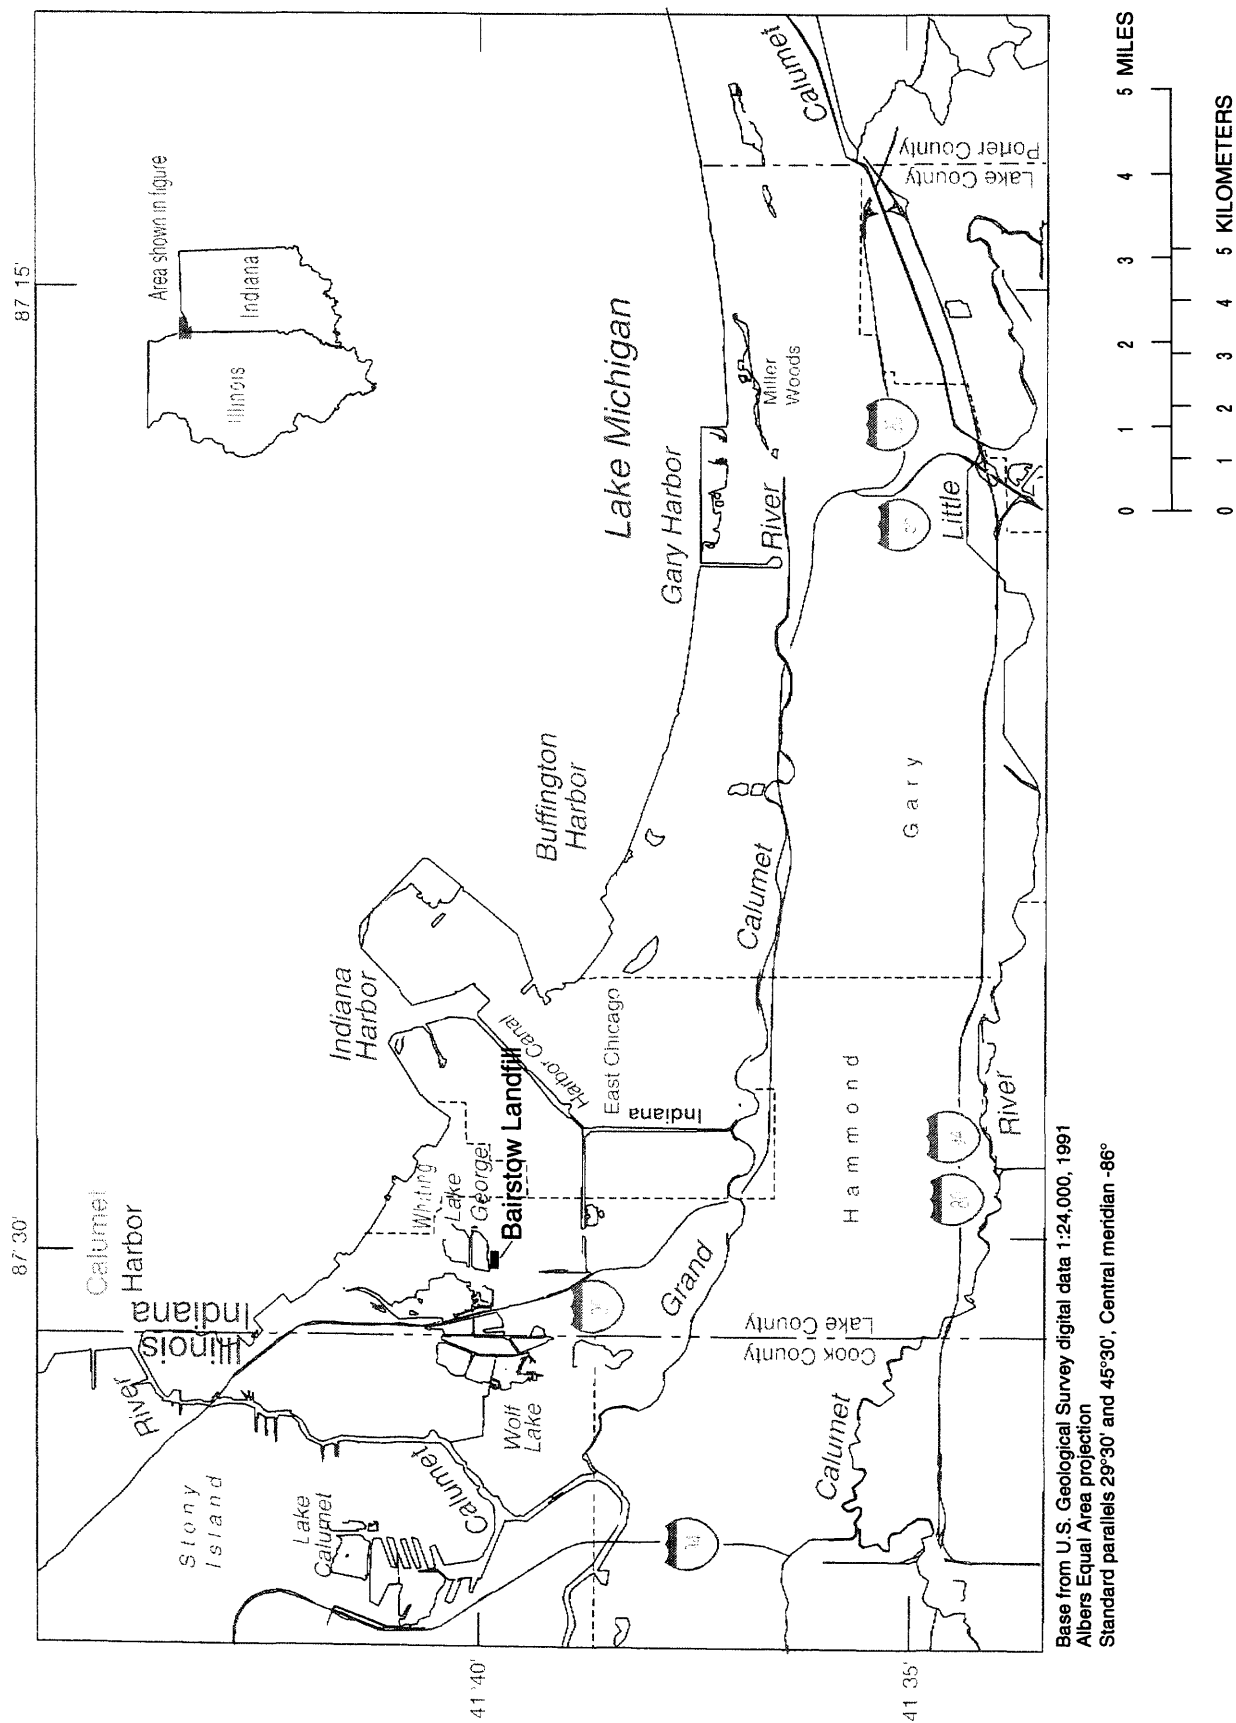 87 30'
87 15'
Area shown in figure
Illinois
Indiana
Calumet
Harbor
Illinois
Indiana
River
Stony
Island
Lake
Calumet
Calumet
Wolf
Lake
Whiting
Lake
George
Bairstow Landfill
Indiana
Harbor
Harbor Canal
East Chicago
Indiana
Buffington
Harbor
Lake Michigan
Gary Harbor
River
Miller
Woods
Calumet
Grand
Calumet
Lake County
Porter County
Cook County
Lake County
Hammond
Gary
Little
Calumet
River
94
41 40'
41 35'
Base from U.S. Geological Survey digital data 1:24,000, 1991
Albers Equal Area projection
Standard parallels 29°30' and 45°30', Central meridian -86°
0 1 2 3 4 5 MILES
0 1 2 3 4 5 KILOMETERS